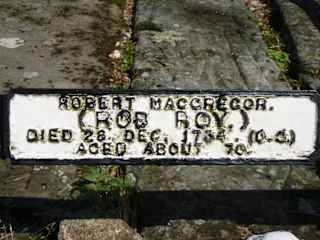 ROBERT MACGREGOR.
(ROB ROY.)
DIED 28. DEC. 1734. (O.S.)
AGED ABOUT 70.